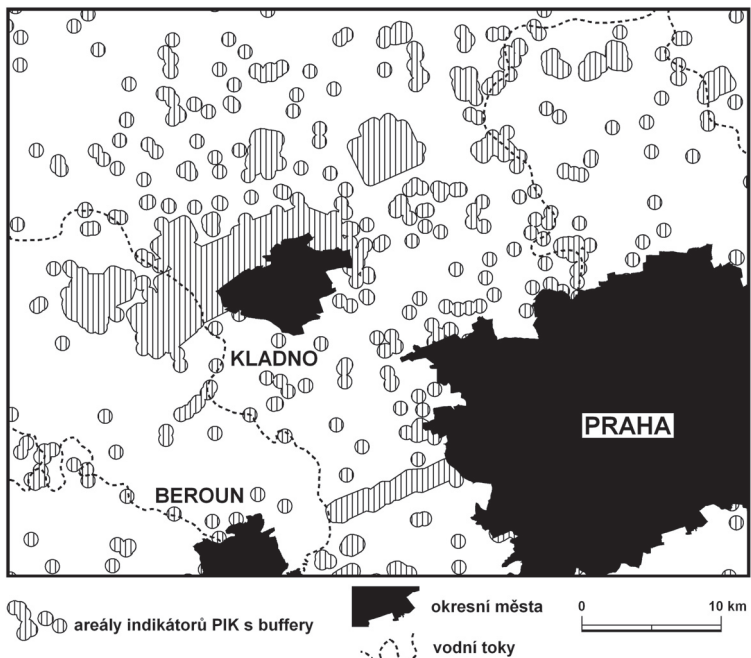 KLADNO
PRAHA
BEROUN
areály indikátorů PIK s buffery
okresní města
vodní toky
0 10 km